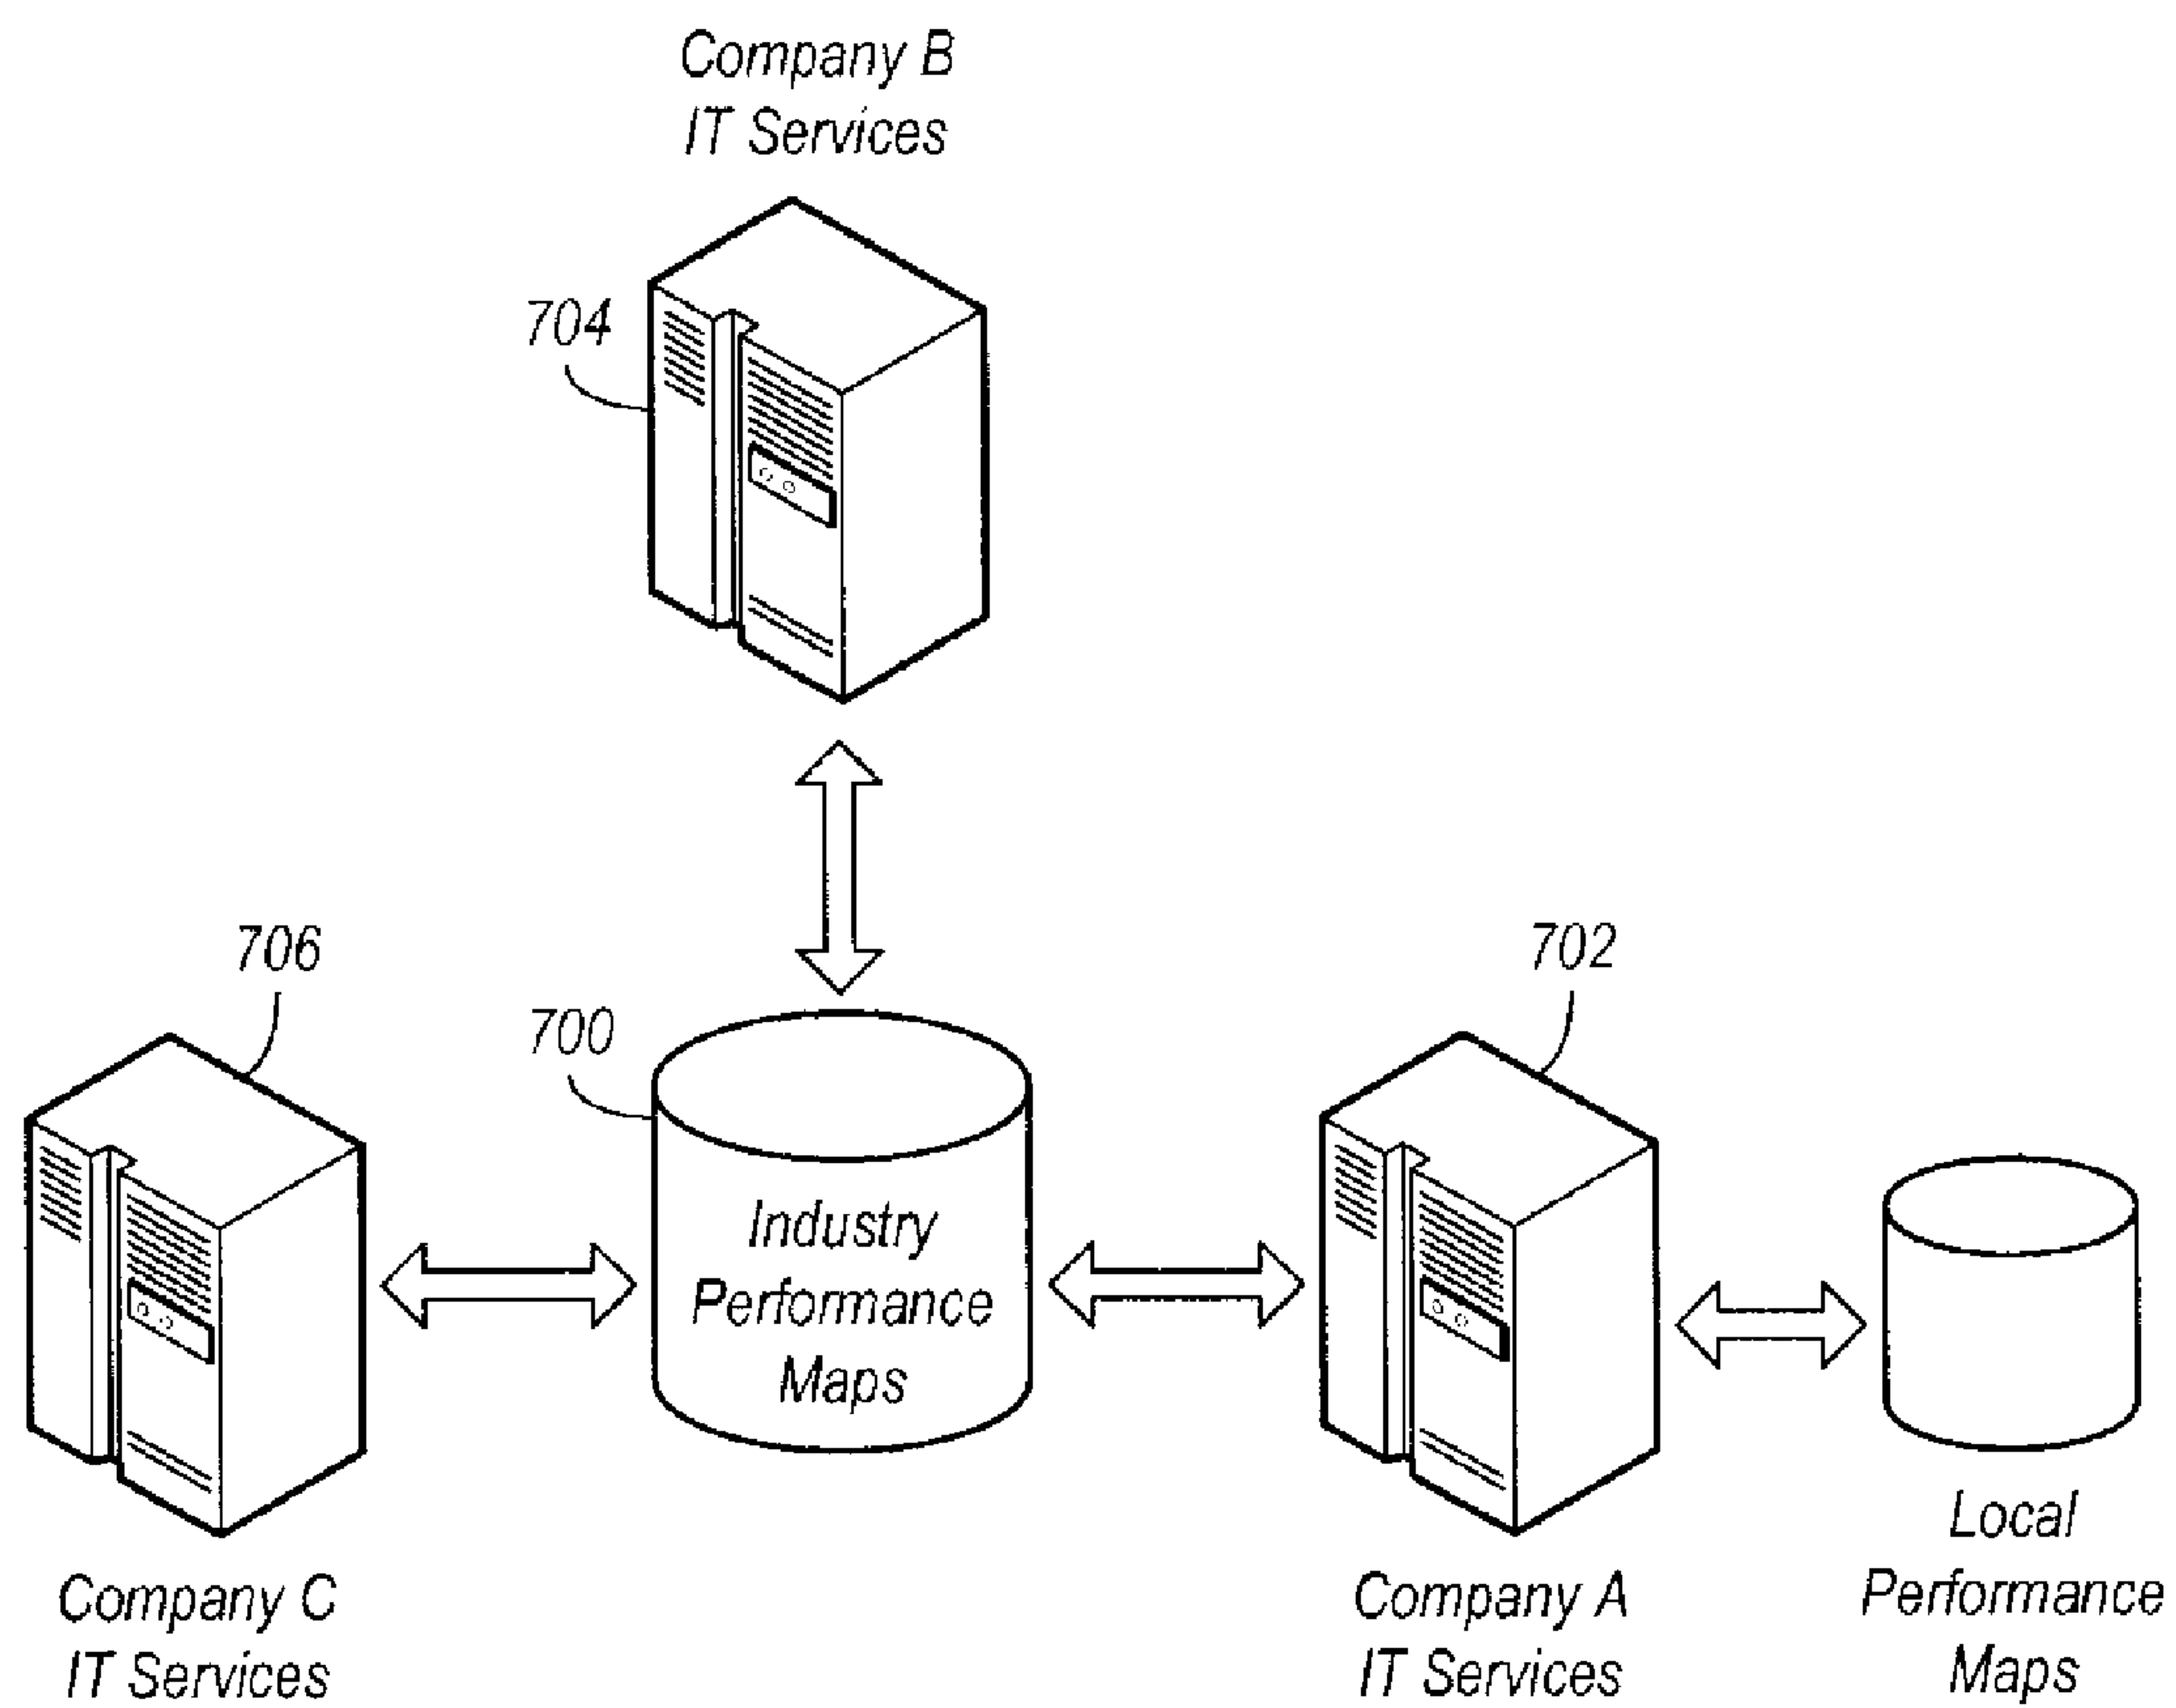 Company B
IT Services
704
706
700
702
Industry
Performance
Maps
Company C
IT Services
Company A
IT Services
Local
Performance
Maps